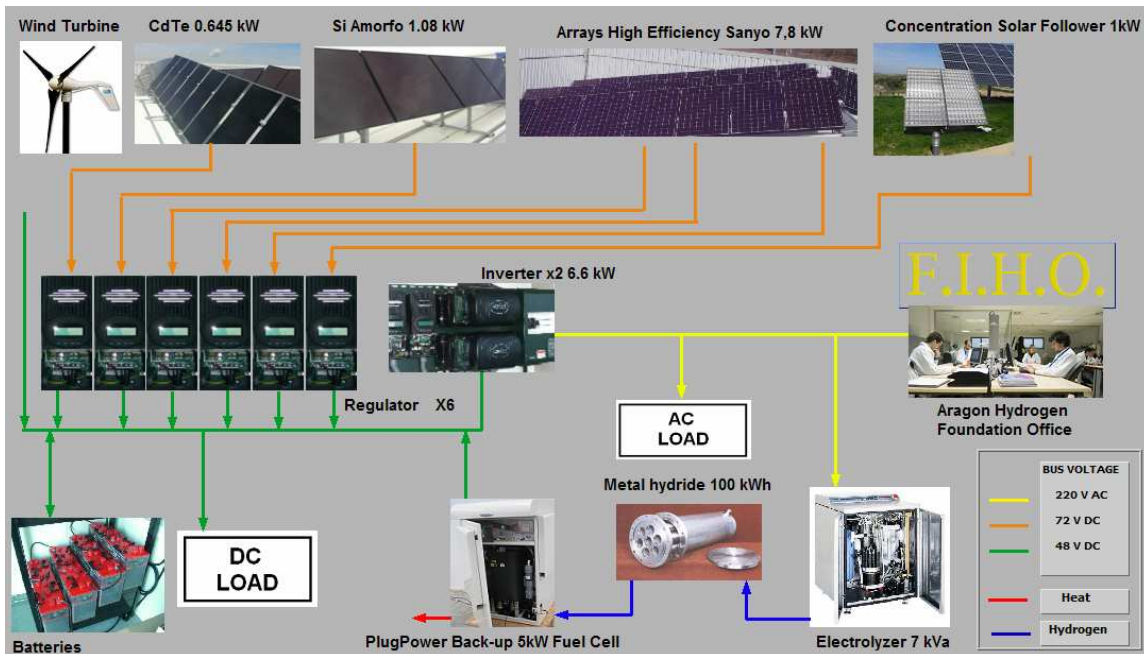 Wind Turbine
CdTe 0.645 kW
Si Amorfo 1.08 kW
Arrays High Efficiency Sanyo 7,8 kW
Concentration Solar Follower 1kW
Inverter x2 6.6 kW
F.I.H.O.
Regulator X6
AC
LOAD
Aragon Hydrogen
Foundation Office
Metal hydride 100 kWh
DC
LOAD
Batteries
PlugPower Back-up 5kW Fuel Cell
Electrolyzer 7 kVa
BUS VOLTAGE
220 V AC
72 V DC
48 V DC
Heat
Hydrogen